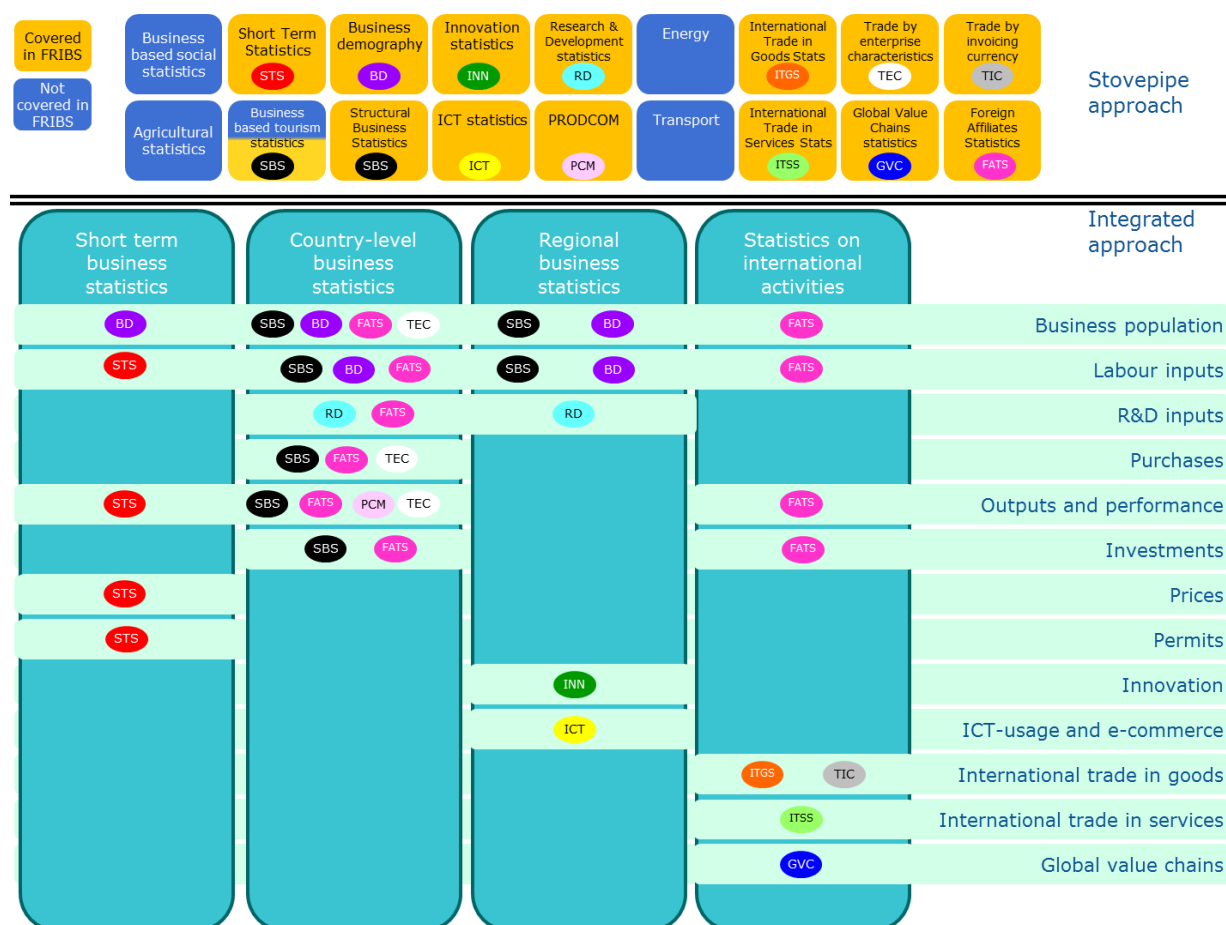 Covered
in FRIBS
Not
covered in
FRIBS
Business
based social
statistics
Short Term
Statistics
STS
Business
demography
BD
Innovation
statistics
INN
Research &
Development
statistics
RD
Energy
International
Trade in
Goods Stats
ITGS
Trade by
enterprise
characteristics
TEC
Trade by
invoicing
currency
TIC
Stovepipe
approach
Agricultural
statistics
Business
based tourism
statistics
SBS
Structural
Business
Statistics
SBS
ICT statistics
ICT
PRODCOM
PCM
Transport
International
Trade in
Services Stats
ITSS
Global Value
Chains
statistics
GVC
Foreign
Affiliates
Statistics
FATS
Integrated
approach
Short term
business
statistics
Country-level
business
statistics
Regional
business
statistics
Statistics on
international
activities
BD SBS BD FATS TEC SBS BD FATS Business population
STS SBS BD FATS SBS BD FATS Labour inputs
RD FATS RD R&D inputs
SBS FATS TEC Purchases
STS SBS FATS PCM TEC FATS Outputs and performance
SBS FATS FATS Investments
STS Prices
STS Permits
INN Innovation
ICT ICT-usage and e-commerce
ITGS TIC International trade in goods
ITSS International trade in services
GVC Global value chains